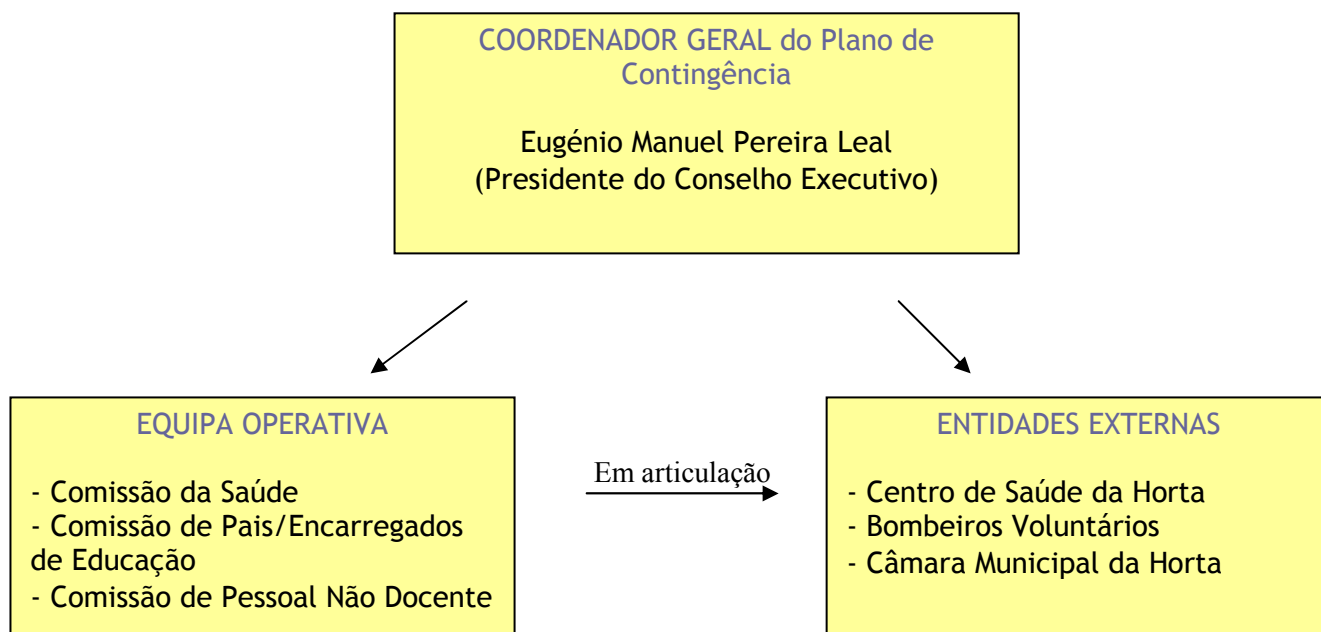 COORDENADOR GERAL do Plano de
Contingência
Eugénio Manuel Pereira Leal
(Presidente do Conselho Executivo)
EQUIPA OPERATIVA
- Comissão da Saúde
- Comissão de Pais/Encarregados
de Educação
- Comissão de Pessoal Não Docente
Em articulação
ENTIDADES EXTERNAS
- Centro de Saúde da Horta
- Bombeiros Voluntários
- Câmara Municipal da Horta